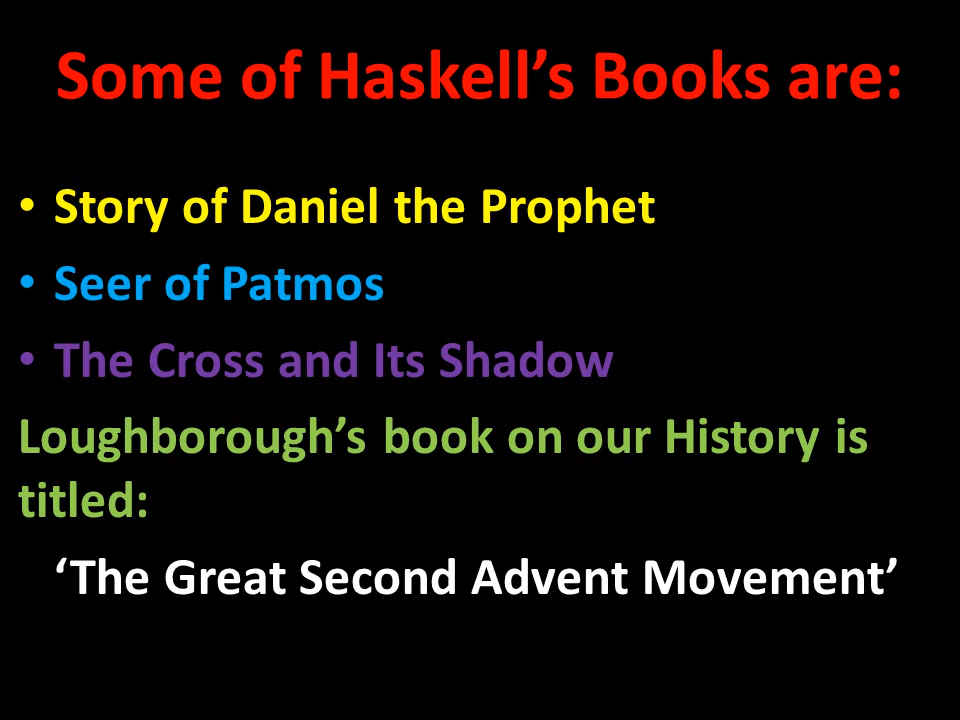 Some of Haskell’s Books are:
• Story of Daniel the Prophet
• Seer of Patmos
• The Cross and Its Shadow
Loughborough’s book on our History is
titled:
‘The Great Second Advent Movement’